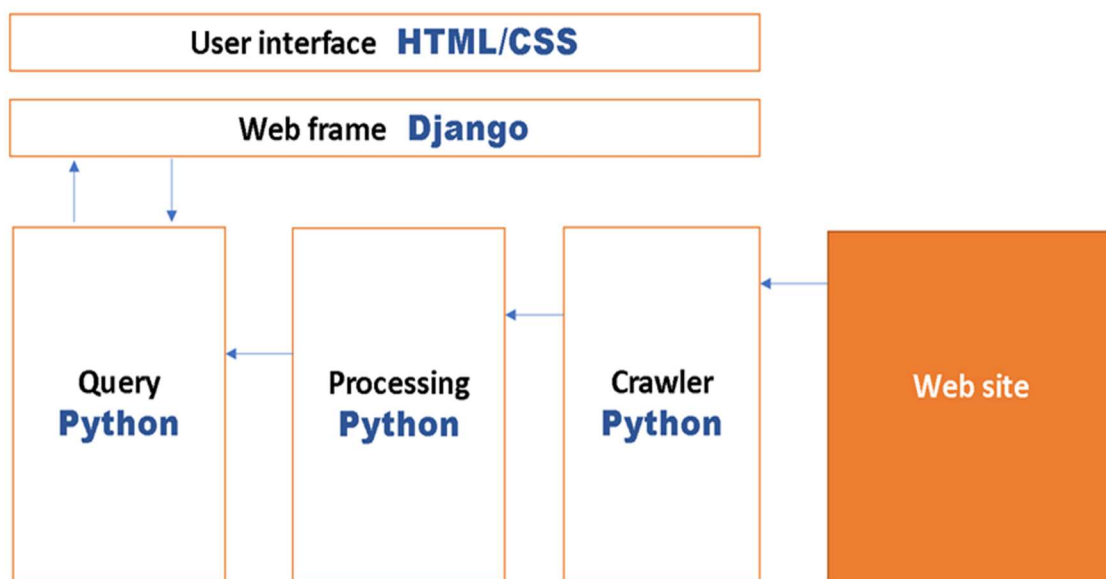 User interface HTML/CSS
Web frame Django
Query
Python
Processing
Python
Crawler
Python
Web site